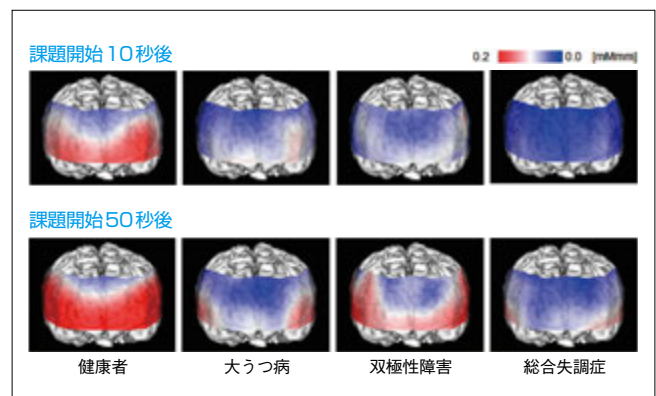 課題開始10秒後
0.2 0.0 [mMmm]
課題開始50秒後
健康者 大うつ病 双極性障害 総合失調症